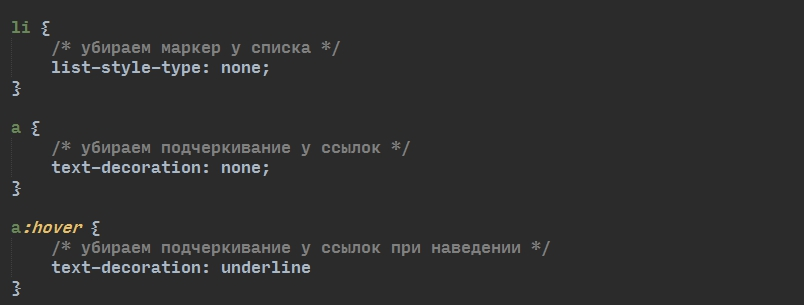 li {
/* убираем маркер у списка */
list-style-type: none;
}
a {
/* убираем подчеркивание у ссылок */
text-decoration: none;
}
a:hover {
/* убираем подчеркивание у ссылок при наведении */
text-decoration: underline
}